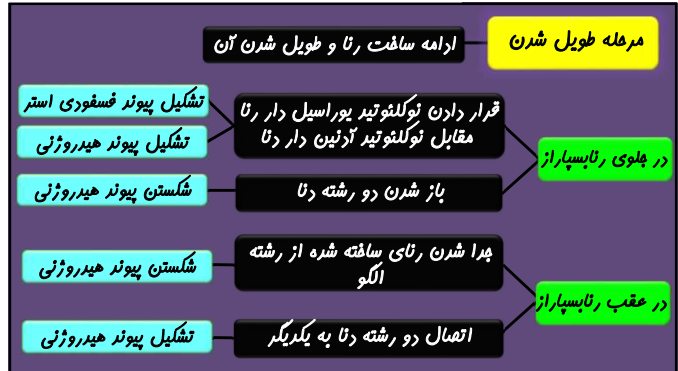 مرحله طویل شدن
ادامه ساخت رنا و طویل شدن آن
در جلوی رنابسپاراز
قرار دادن نوکلئوتید یوراسیل دار رنا
مقابل نوکلئوتید آدنین دار دنا
تشکیل پیوند فسفودی استر
تشکیل پیوند هیدروژنی
باز شدن دو رشته دنا
شکستن پیوند هیدروژنی
در عقب رنابسپاراز
جدا شدن رنای ساخته شده از رشته
الگو
شکستن پیوند هیدروژنی
اتصال دو رشته دنا به یکدیگر
تشکیل پیوند هیدروژنی